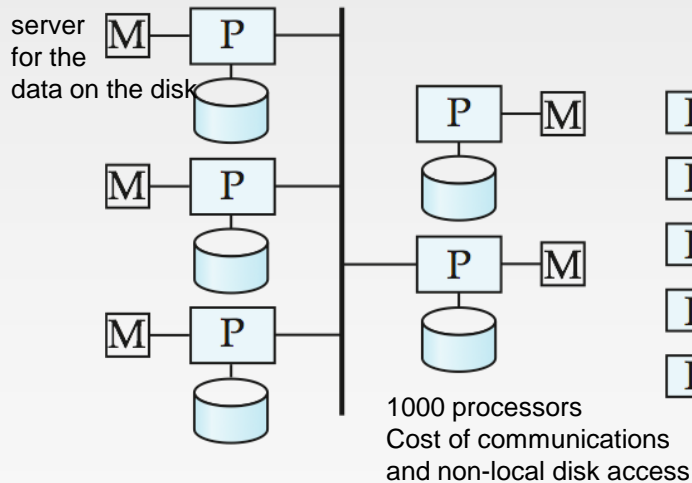 server
for the
data on the disk
M P
P M
M P
P M
M P
1000 processors
Cost of communications
and non-local disk access